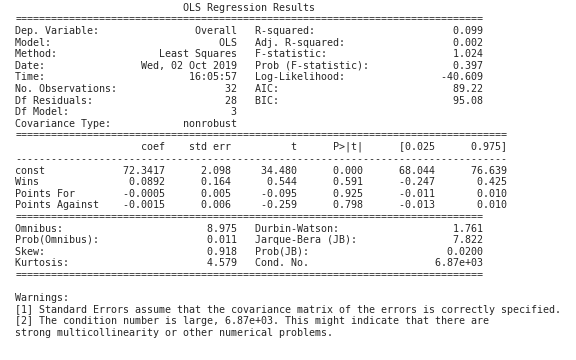 OLS Regression Results
==============================================================================
Dep. Variable:                Overall   R-squared:                       0.099
Model:                            OLS   Adj. R-squared:                  0.002
Method:                 Least Squares   F-statistic:                     1.024
Date:                Wed, 02 Oct 2019   Prob (F-statistic):              0.397
Time:                        16:05:57   Log-Likelihood:                -40.609
No. Observations:                  32   AIC:                             89.22
Df Residuals:                      28   BIC:                             95.08
Df Model:                           3
Covariance Type:            nonrobust
==================================================================================
                     coef    std err          t      P>|t|      [0.025      0.975]
----------------------------------------------------------------------------------
const             72.3417      2.098     34.480      0.000      68.044      76.639
Wins               0.0892      0.164      0.544      0.591      -0.247       0.425
Points For        -0.0005      0.005     -0.095      0.925      -0.011       0.010
Points Against    -0.0015      0.006     -0.259      0.798      -0.013       0.010
==============================================================================
Omnibus:                        8.975   Durbin-Watson:                   1.761
Prob(Omnibus):                  0.011   Jarque-Bera (JB):                7.822
Skew:                           0.918   Prob(JB):                       0.0200
Kurtosis:                       4.579   Cond. No.                     6.87e+03
==============================================================================
Warnings:
[1] Standard Errors assume that the covariance matrix of the errors is correctly specified.
[2] The condition number is large, 6.87e+03. This might indicate that there are
strong multicollinearity or other numerical problems.